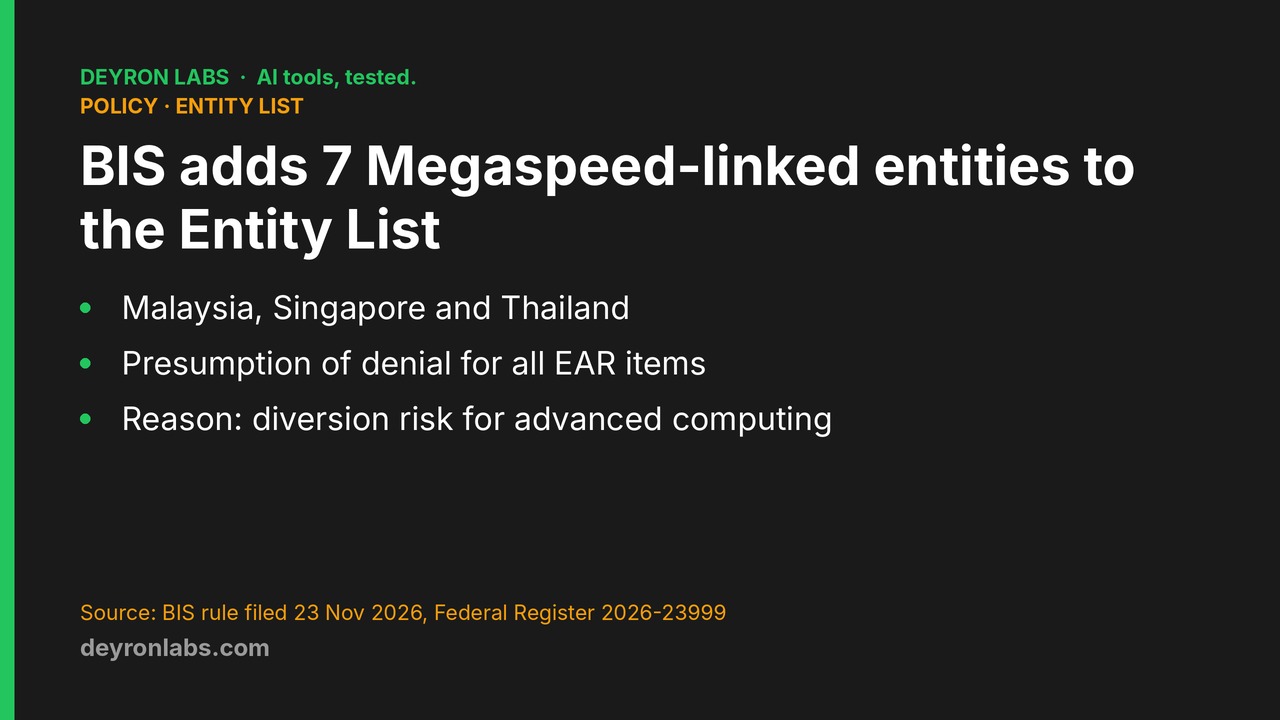 DEYRON LABS · AI tools, tested.
POLICY · ENTITY LIST
BIS adds 7 Megaspeed-linked entities to
the Entity List
• Malaysia, Singapore and Thailand
• Presumption of denial for all EAR items
• Reason: diversion risk for advanced computing
Source: BIS rule filed 23 Nov 2026, Federal Register 2026-23999
deyronlabs.com